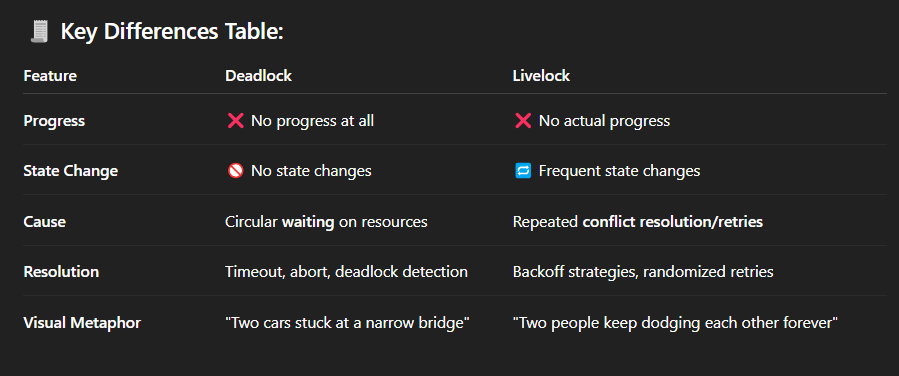 🧾 Key Differences Table:
Feature Deadlock Livelock
Progress ❌ No progress at all ❌ No actual progress
State Change 🚫 No state changes 🔁 Frequent state changes
Cause Circular waiting on resources Repeated conflict resolution/retries
Resolution Timeout, abort, deadlock detection Backoff strategies, randomized retries
Visual Metaphor "Two cars stuck at a narrow bridge" "Two people keep dodging each other forever"